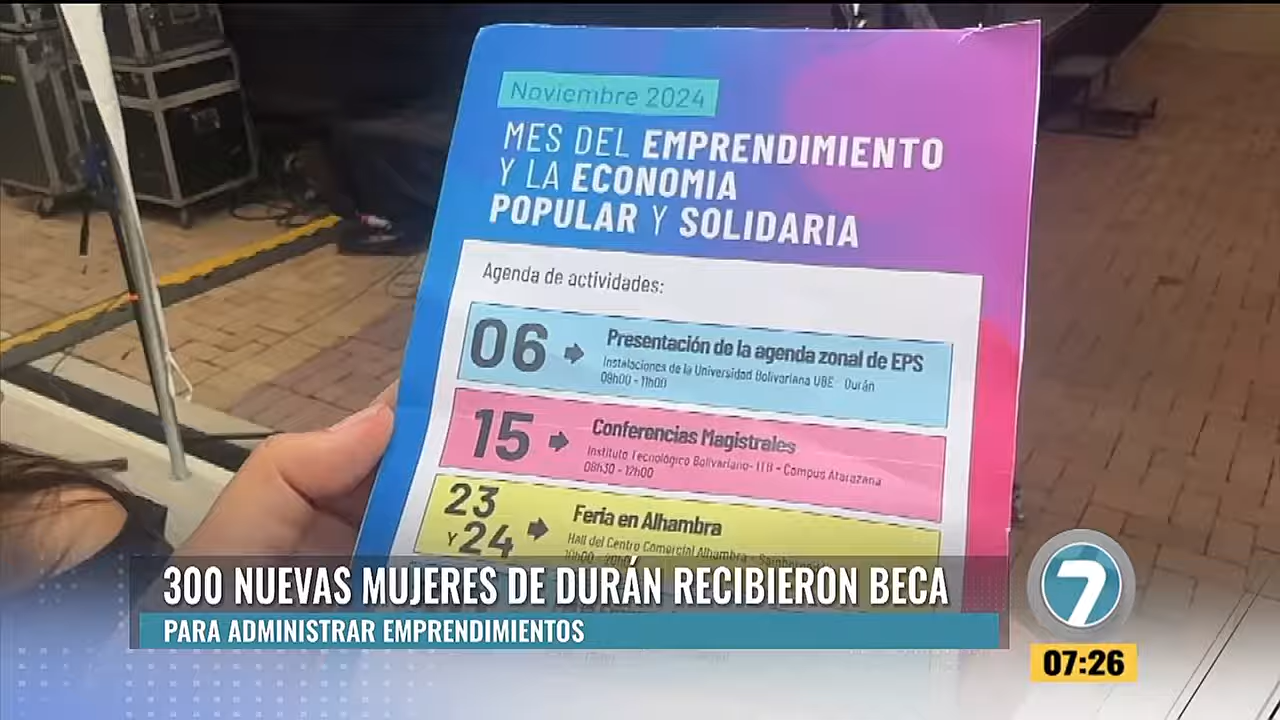 Noviembre 2024
MES DEL EMPRENDIMIENTO
Y LA ECONOMIA
POPULAR Y SOLIDARIA
Agenda de actividades:
06
Presentación de la agenda zonal de EPS
Instalaciones de la Universidad Bolivariana UBE - Durán
09h00 - 11h00
15
Conferencias Magistrales
Instituto Tecnológico Bolivariano- ITB - Campus Atarazana
08h30 - 12h00
23
Y 24
Feria en Alhambra
Hall del Centro Comercial Alhambra -
10h00 - 20h00
300 NUEVAS MUJERES DE DURÁN RECIBIERON BECA
PARA ADMINISTRAR EMPRENDIMIENTOS
7
07:26